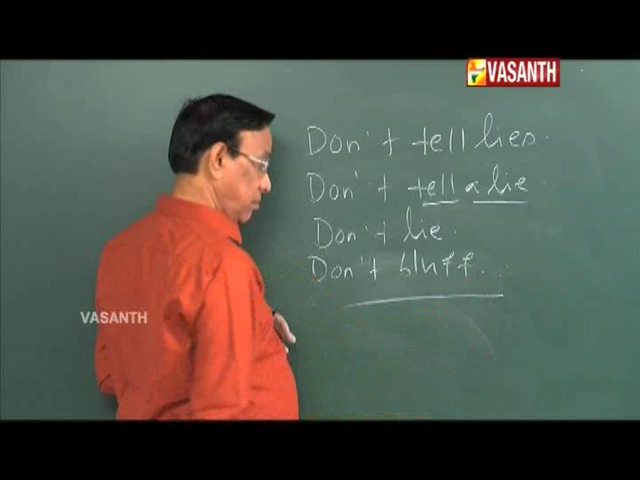 VASANTH
Don't tell lies.
Don't tell a lie
Don't lie.
Don't bluff..
VASANTH